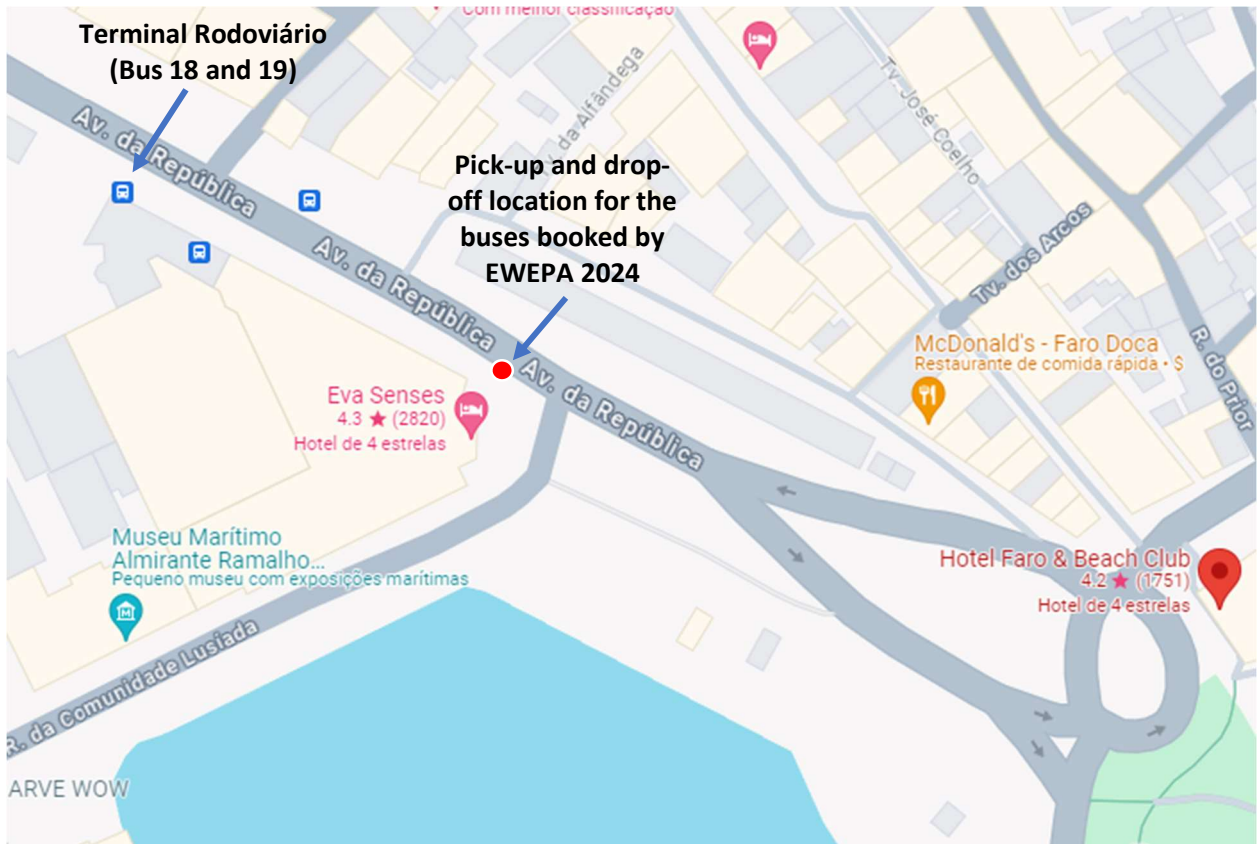 Com melhor classificação
Terminal Rodoviário
(Bus 18 and 19)
da Alfândega
Tv. José Coelho
Av. da República
Pick-up and drop-
off location for the
buses booked by
EWEPA 2024
Av. da República
Tv. dos Arcos
Av. da República
McDonald's - Faro Doca
Restaurante de comida rápida • $
R. do Prior
Eva Senses
4.3 ★ (2820)
Hotel de 4 estrelas
Museu Marítimo
Almirante Ramalho...
Pequeno museu com exposições marítimas
Hotel Faro & Beach Club
4.2 ★ (1751)
Hotel de 4 estrelas
R. da Comunidade Lusíada
ARVE WOW